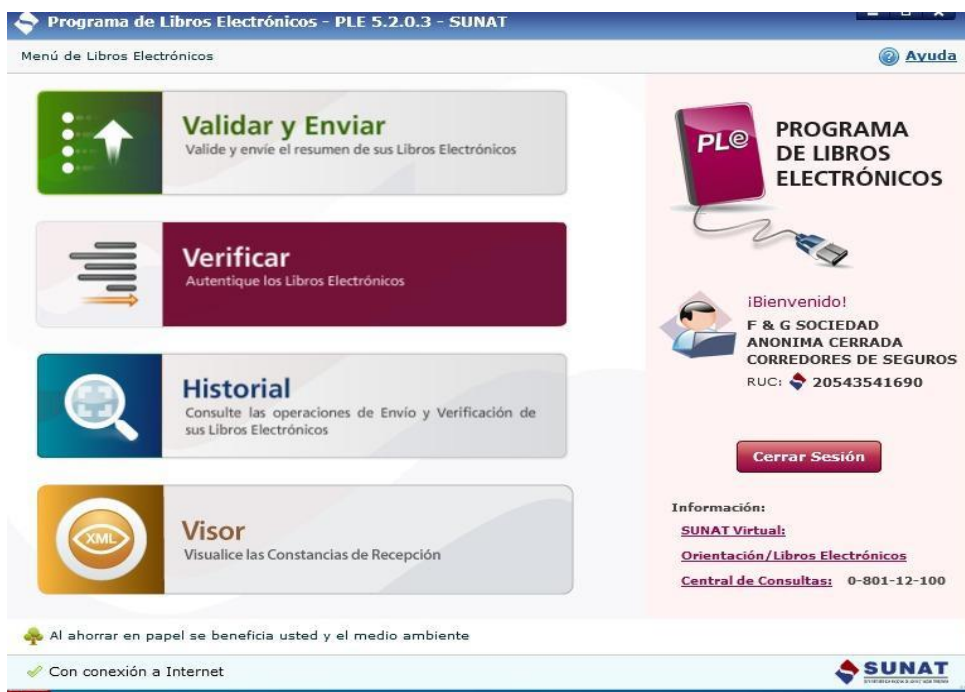 Programa de Libros Electrónicos - PLE 5.2.0.3 - SUNAT
Menú de Libros Electrónicos
Ayuda
Validar y Enviar
Valide y envíe el resumen de sus Libros Electrónicos
Verificar
Autentique los Libros Electrónicos
Historial
Consulte las operaciones de Envío y Verificación de
sus Libros Electrónicos
XML
Visor
Visualice las Constancias de Recepción
PLe
PROGRAMA
DE LIBROS
ELECTRÓNICOS
¡Bienvenido!
F & G SOCIEDAD
ANONIMA CERRADA
CORREDORES DE SEGUROS
RUC: 20543541690
Cerrar Sesión
Información:
SUNAT Virtual:
Orientación/Libros Electrónicos
Central de Consultas: 0-801-12-100
Al ahorrar en papel se beneficia usted y el medio ambiente
Con conexión a Internet
SUNAT